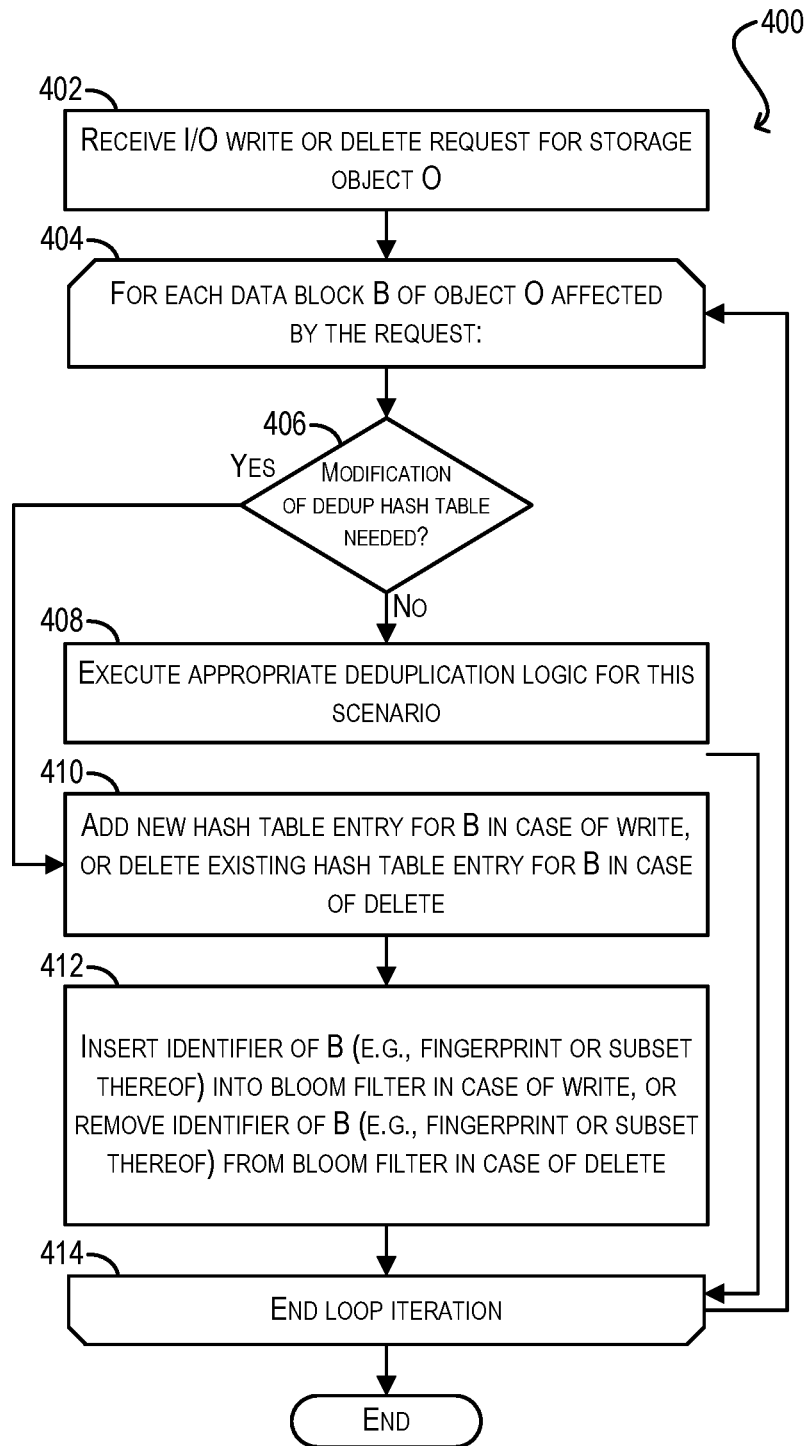 400
402
RECEIVE I/O WRITE OR DELETE REQUEST FOR STORAGE
OBJECT O
404
FOR EACH DATA BLOCK B OF OBJECT O AFFECTED
BY THE REQUEST:
406
YES
MODIFICATION
OF DEDUP HASH TABLE
NEEDED?
NO
408
EXECUTE APPROPRIATE DEDUPLICATION LOGIC FOR THIS
SCENARIO
410
ADD NEW HASH TABLE ENTRY FOR B IN CASE OF WRITE,
OR DELETE EXISTING HASH TABLE ENTRY FOR B IN CASE
OF DELETE
412
INSERT IDENTIFIER OF B (E.G., FINGERPRINT OR SUBSET
THEREOF) INTO BLOOM FILTER IN CASE OF WRITE, OR
REMOVE IDENTIFIER OF B (E.G., FINGERPRINT OR SUBSET
THEREOF) FROM BLOOM FILTER IN CASE OF DELETE
414
END LOOP ITERATION
END